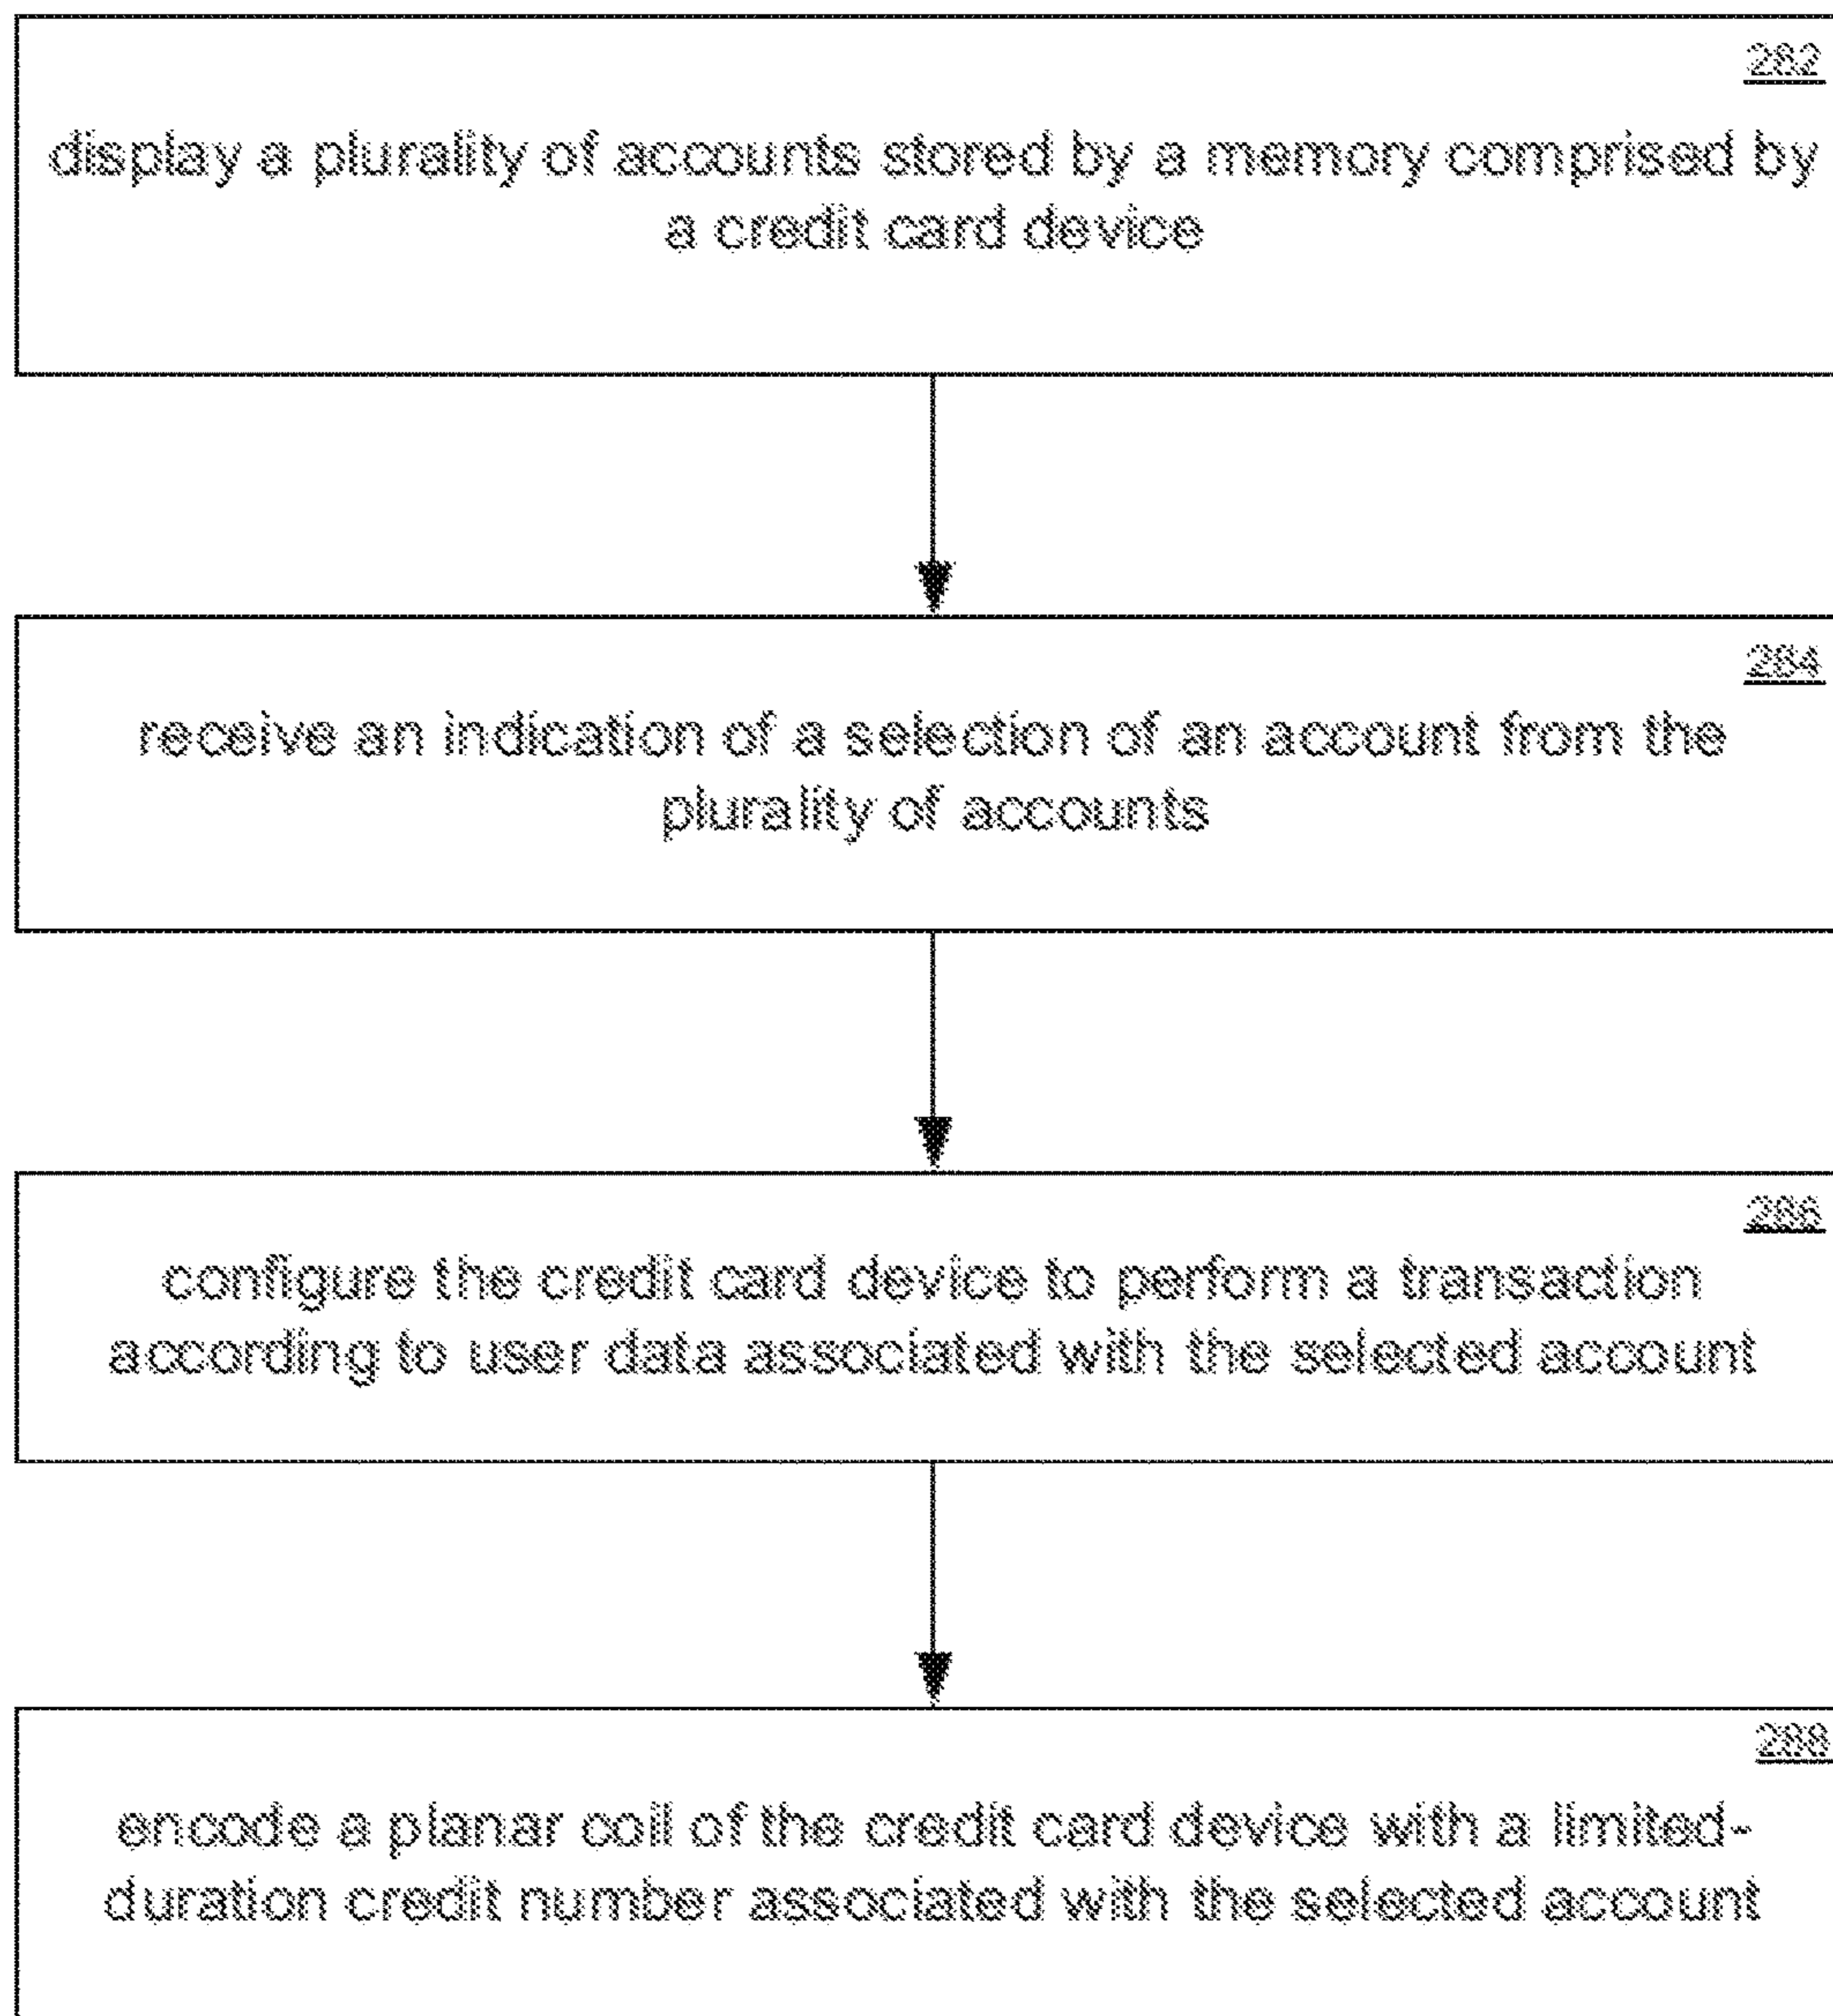 282
display a plurality of accounts stored by a memory comprised by
a credit card device
284
receive an indication of a selection of an account from the
plurality of accounts
286
configure the credit card device to perform a transaction
according to user data associated with the selected account
288
encode a planar coil of the credit card device with a limited-
duration credit number associated with the selected account